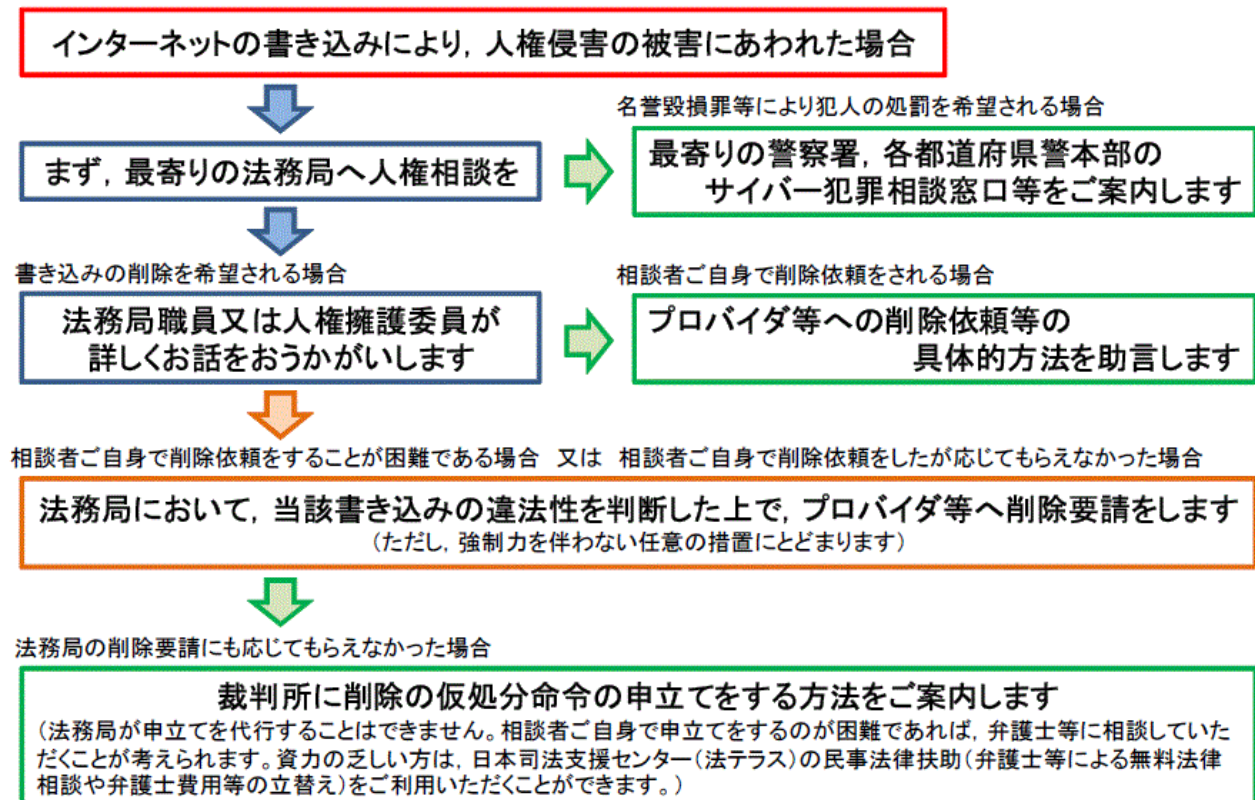 インターネットの書き込みにより，人権侵害の被害にあわれた場合
名誉毀損罪等により犯人の処罰を希望される場合
まず，最寄りの法務局へ人権相談を
最寄りの警察署，各都道府県警本部の
サイバー犯罪相談窓口等をご案内します
書き込みの削除を希望される場合
相談者ご自身で削除依頼をされる場合
法務局職員又は人権擁護委員が
詳しくお話をおうかがいします
プロバイダ等への削除依頼等の
具体的方法を助言します
相談者ご自身で削除依頼をすることが困難である場合　又は　相談者ご自身で削除依頼をしたが応じてもらえなかった場合
法務局において，当該書き込みの違法性を判断した上で，プロバイダ等へ削除要請をします
（ただし，強制力を伴わない任意の措置にとどまります）
法務局の削除要請にも応じてもらえなかった場合
裁判所に削除の仮処分命令の申立てをする方法をご案内します
（法務局が申立てを代行することはできません。相談者ご自身で申立てをするのが困難であれば，弁護士等に相談していた
だくことが考えられます。資力の乏しい方は，日本司法支援センター（法テラス）の民事法律扶助（弁護士等による無料法律
相談や弁護士費用等の立替え）をご利用いただくことができます。）